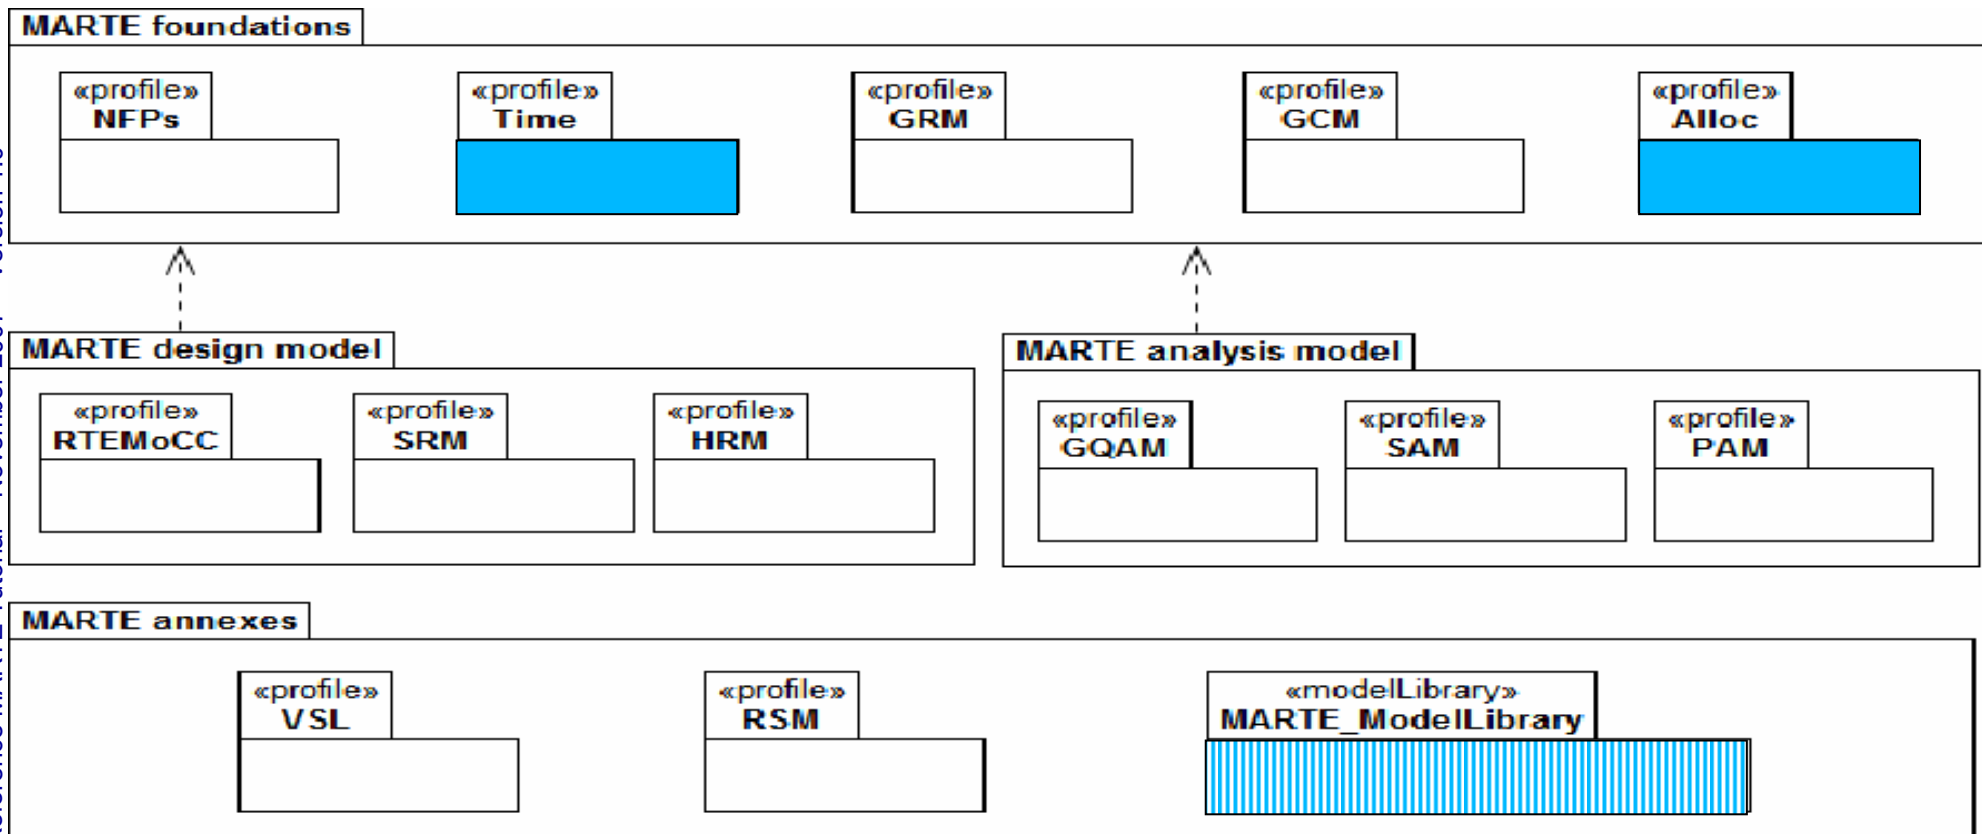 MARTE foundations
«profile» «profile» «profile» «profile» «profile»
NFPs Time GRM GCM Alloc
MARTE design model MARTE analysis model
«profile» «profile» «profile» «profile» «profile» «profile»
RTEMoCC SRM HRM GQAM SAM PAM
MARTE annexes
«profile» «profile» «modelLibrary»
VSL RSM MARTE_ModelLibrary